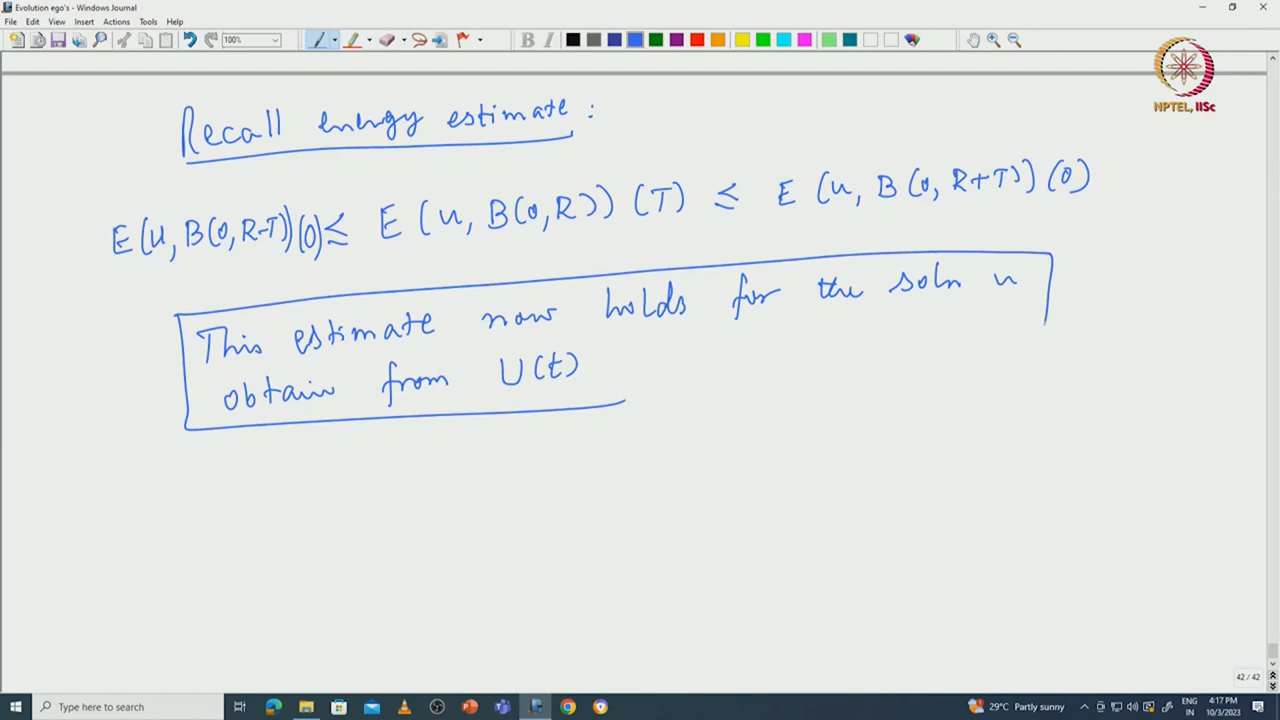 Evolution eqo's - Windows Journal
File Edit View Insert Actions Tools Help
100%
B I
NPTEL, IISc
Recall energy estimate :
E(u, B(0, R-T))(0) ≤ E (u, B(0,R)) (T) ≤ E (u, B(0, R+T)) (0)
This estimate now holds for the soln u
obtain from U(t)
42 / 42
Type here to search
29°C Partly sunny
ENG
IN
4:17 PM
10/3/2023